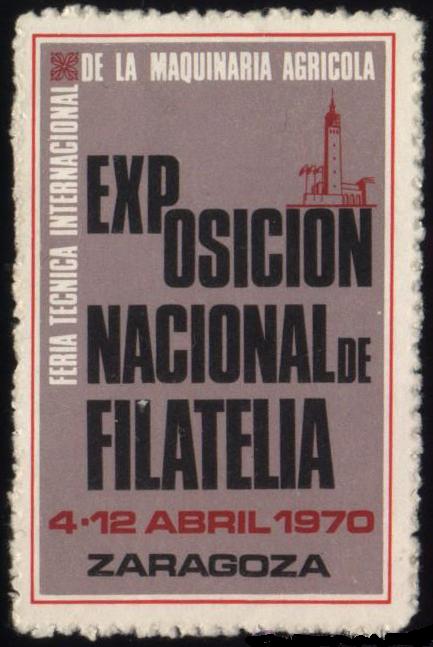 FERIA TECNICA INTERNACIONAL
DE LA MAQUINARIA AGRICOLA
EXPOSICION
NACIONAL DE
FILATELIA
4-12 ABRIL 1970
ZARAGOZA